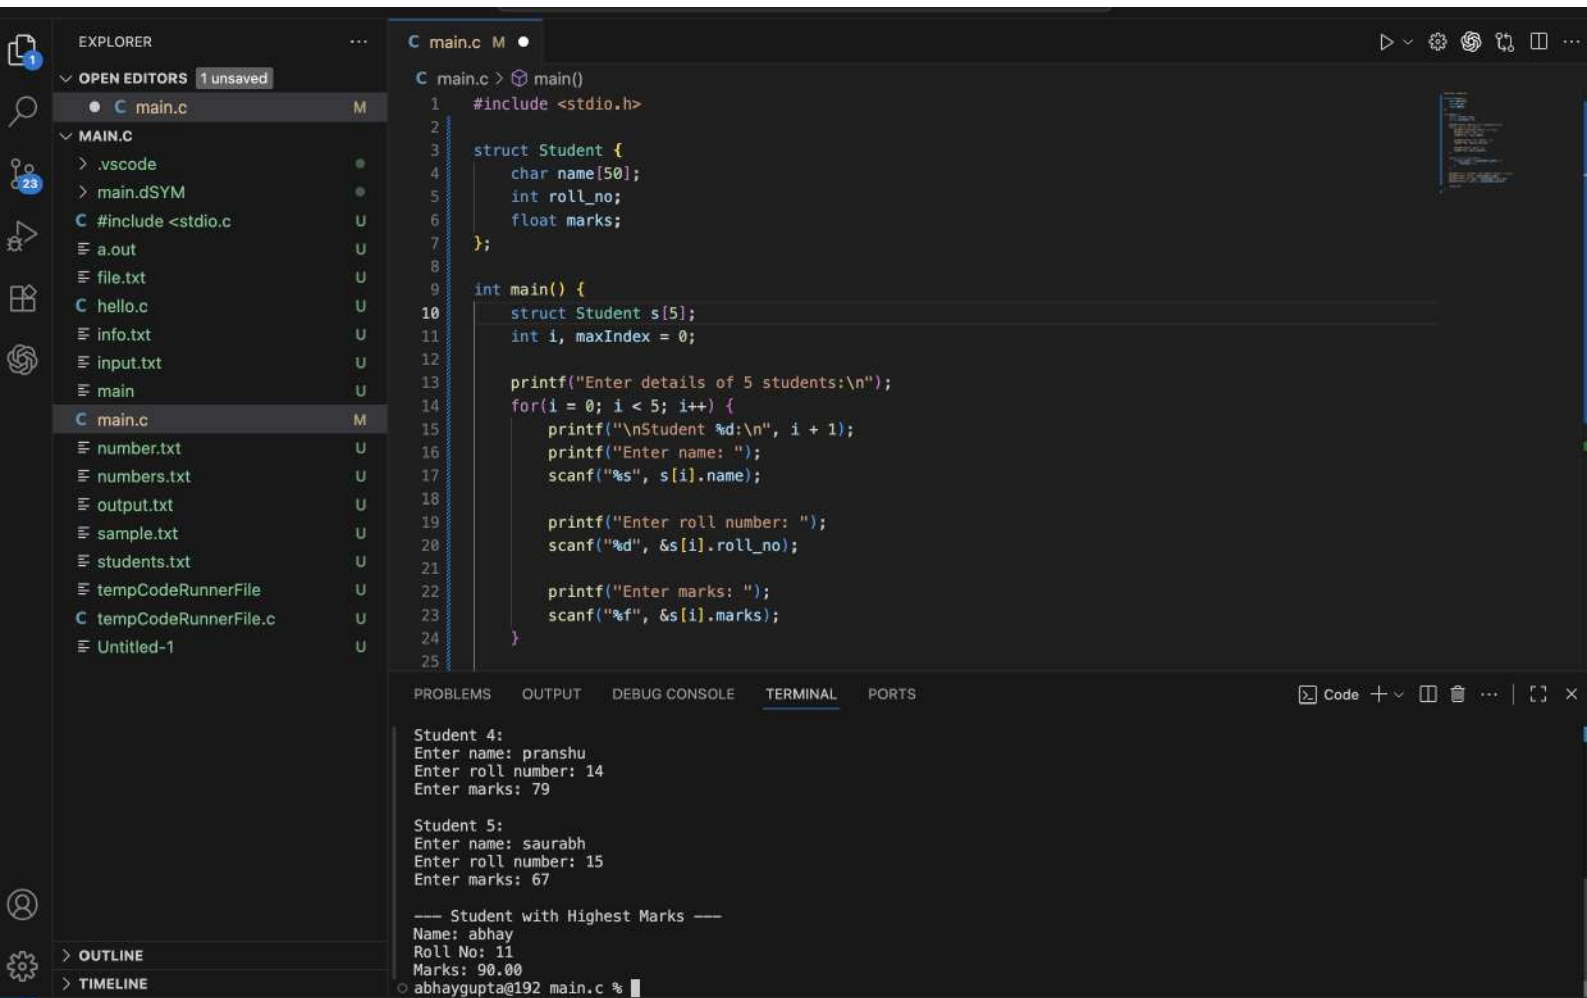 EXPLORER
OPEN EDITORS 1 unsaved
C main.c M
MAIN.C
.vscode
main.dSYM
C #include <stdio.c U
a.out U
file.txt U
C hello.c U
info.txt U
input.txt U
main U
C main.c M
number.txt U
numbers.txt U
output.txt U
sample.txt U
students.txt U
tempCodeRunnerFile U
C tempCodeRunnerFile.c U
Untitled-1 U
OUTLINE
TIMELINE
1
23
C main.c M
C main.c > main()
1 #include <stdio.h>
2
3 struct Student {
4 char name[50];
5 int roll_no;
6 float marks;
7 };
8
9 int main() {
10 struct Student s[5];
11 int i, maxIndex = 0;
12
13 printf("Enter details of 5 students:\n");
14 for(i = 0; i < 5; i++) {
15 printf("\nStudent %d:\n", i + 1);
16 printf("Enter name: ");
17 scanf("%s", s[i].name);
18
19 printf("Enter roll number: ");
20 scanf("%d", &s[i].roll_no);
21
22 printf("Enter marks: ");
23 scanf("%f", &s[i].marks);
24 }
25
PROBLEMS OUTPUT DEBUG CONSOLE TERMINAL PORTS
Code
Student 4:
Enter name: pranshu
Enter roll number: 14
Enter marks: 79
Student 5:
Enter name: saurabh
Enter roll number: 15
Enter marks: 67
--- Student with Highest Marks ---
Name: abhay
Roll No: 11
Marks: 90.00
abhaygupta@192 main.c %